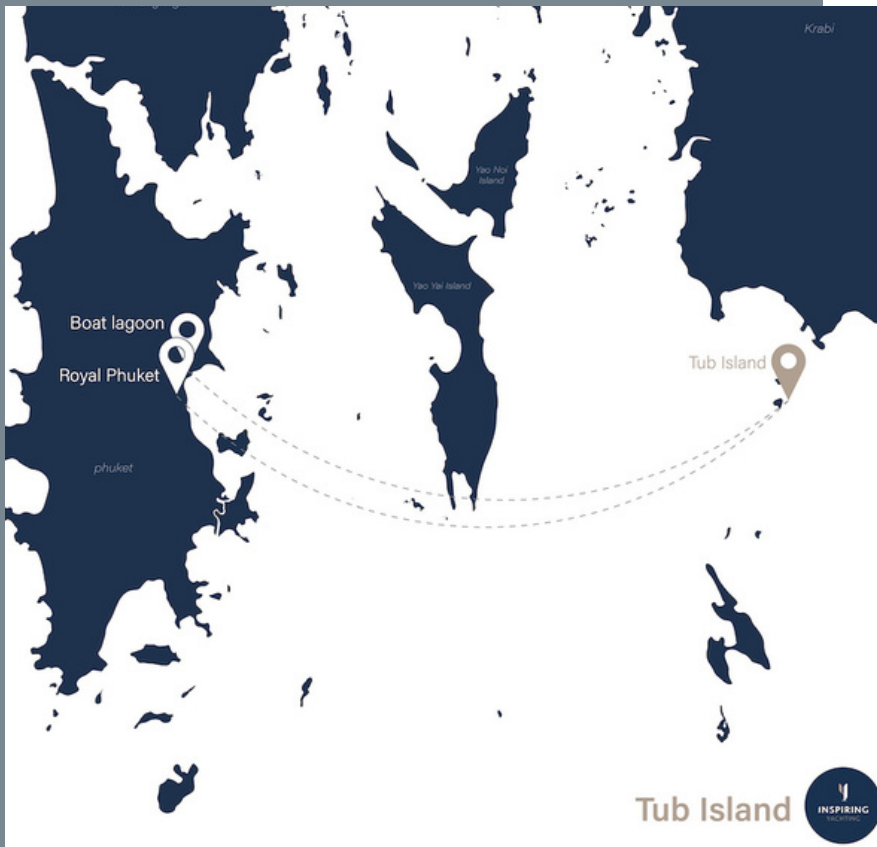 Krabi
Yao Noi
Island
Yao Yai Island
Boat lagoon
Royal Phuket
Tub Island
phuket
Tub Island
INSPIRING
YACHTING